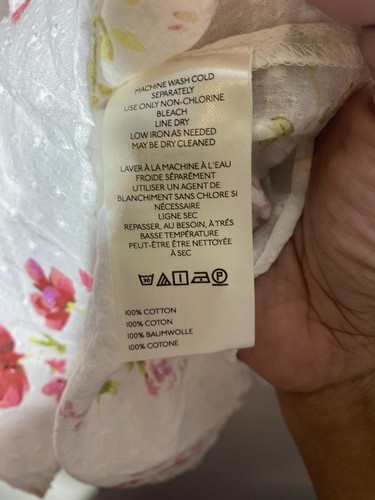 MACHINE WASH COLD
SEPARATELY
USE ONLY NON-CHLORINE
BLEACH
LINE DRY
LOW IRON AS NEEDED
MAY BE DRY CLEANED
LAVER À LA MACHINE À L'EAU
FROIDE SÉPARÉMENT
UTILISER UN AGENT DE
BLANCHIMENT SANS CHLORE SI
NÉCESSAIRE
LIGNE SEC
REPASSER, AU BESOIN, À TRÉS
BASSE TEMPÉRATURE
PEUT-ÊTRE ÊTRE NETTOYÉE
À SEC
P
100% COTTON
100% COTON
100% BAUMWOLLE
100% COTONE